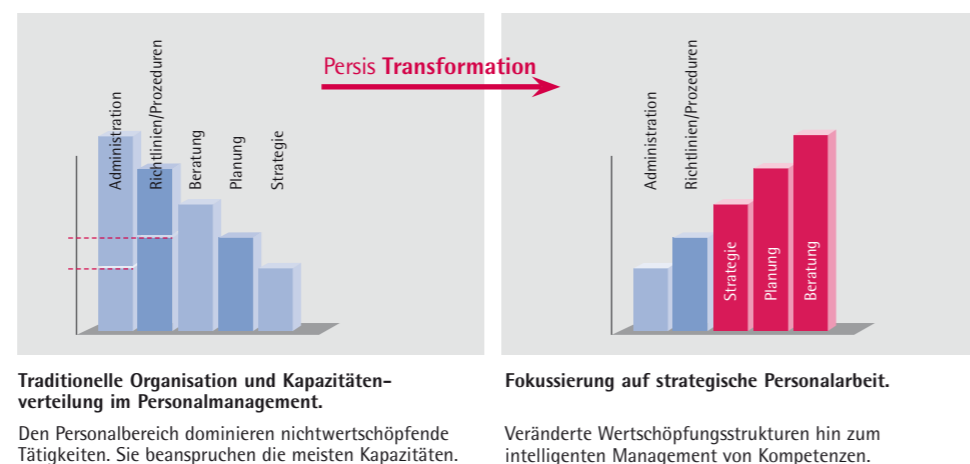 Persis Transformation
Administration
Richtlinien/Prozeduren
Beratung
Planung
Strategie
Administration
Richtlinien/Prozeduren
Strategie
Planung
Beratung
Traditionelle Organisation und Kapazitäten-
verteilung im Personalmanagement.
Den Personalbereich dominieren nichtwertschöpfende
Tätigkeiten. Sie beanspruchen die meisten Kapazitäten.
Fokussierung auf strategische Personalarbeit.
Veränderte Wertschöpfungsstrukturen hin zum
intelligenten Management von Kompetenzen.